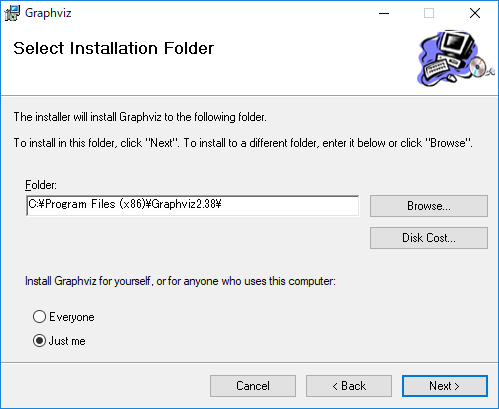 Graphviz
Select Installation Folder
The installer will install Graphviz to the following folder.
To install in this folder, click "Next". To install to a different folder, enter it below or click "Browse".
Folder:
C:¥Program Files (x86)¥Graphviz2.38¥
Browse...
Disk Cost...
Install Graphviz for yourself, or for anyone who uses this computer:
Everyone
Just me
Cancel
< Back
Next >